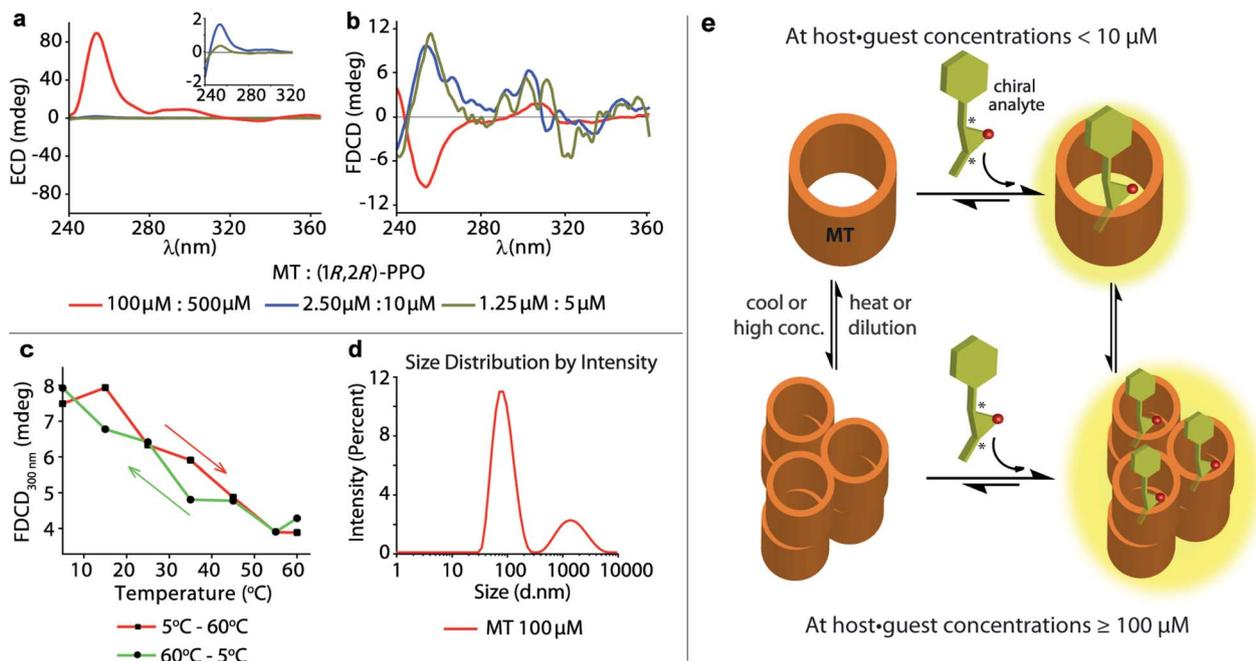 a
ECD (mdeg)
80
40
0
-40
-80
240 280 320 360
λ(nm)
2
0
-2
240 280 320
b
FDCD (mdeg)
12
6
0
-6
-12
240 280 320 360
λ(nm)
MT : (1R,2R)-PPO
100µM : 500µM 2.50µM :10µM 1.25µM : 5µM
c
FDCD300 nm (mdeg)
8
7
6
5
4
10 20 30 40 50 60
Temperature (ºC)
5ºC - 60ºC
60ºC - 5ºC
d
Size Distribution by Intensity
Intensity (Percent)
12
8
4
0
1 10 100 1000 10000
Size (d.nm)
MT 100µM
e
At host•guest concentrations < 10 µM
chiral
analyte
*
*
MT
cool or
high conc.
heat or
dilution
*
*
At host•guest concentrations ≥ 100 µM